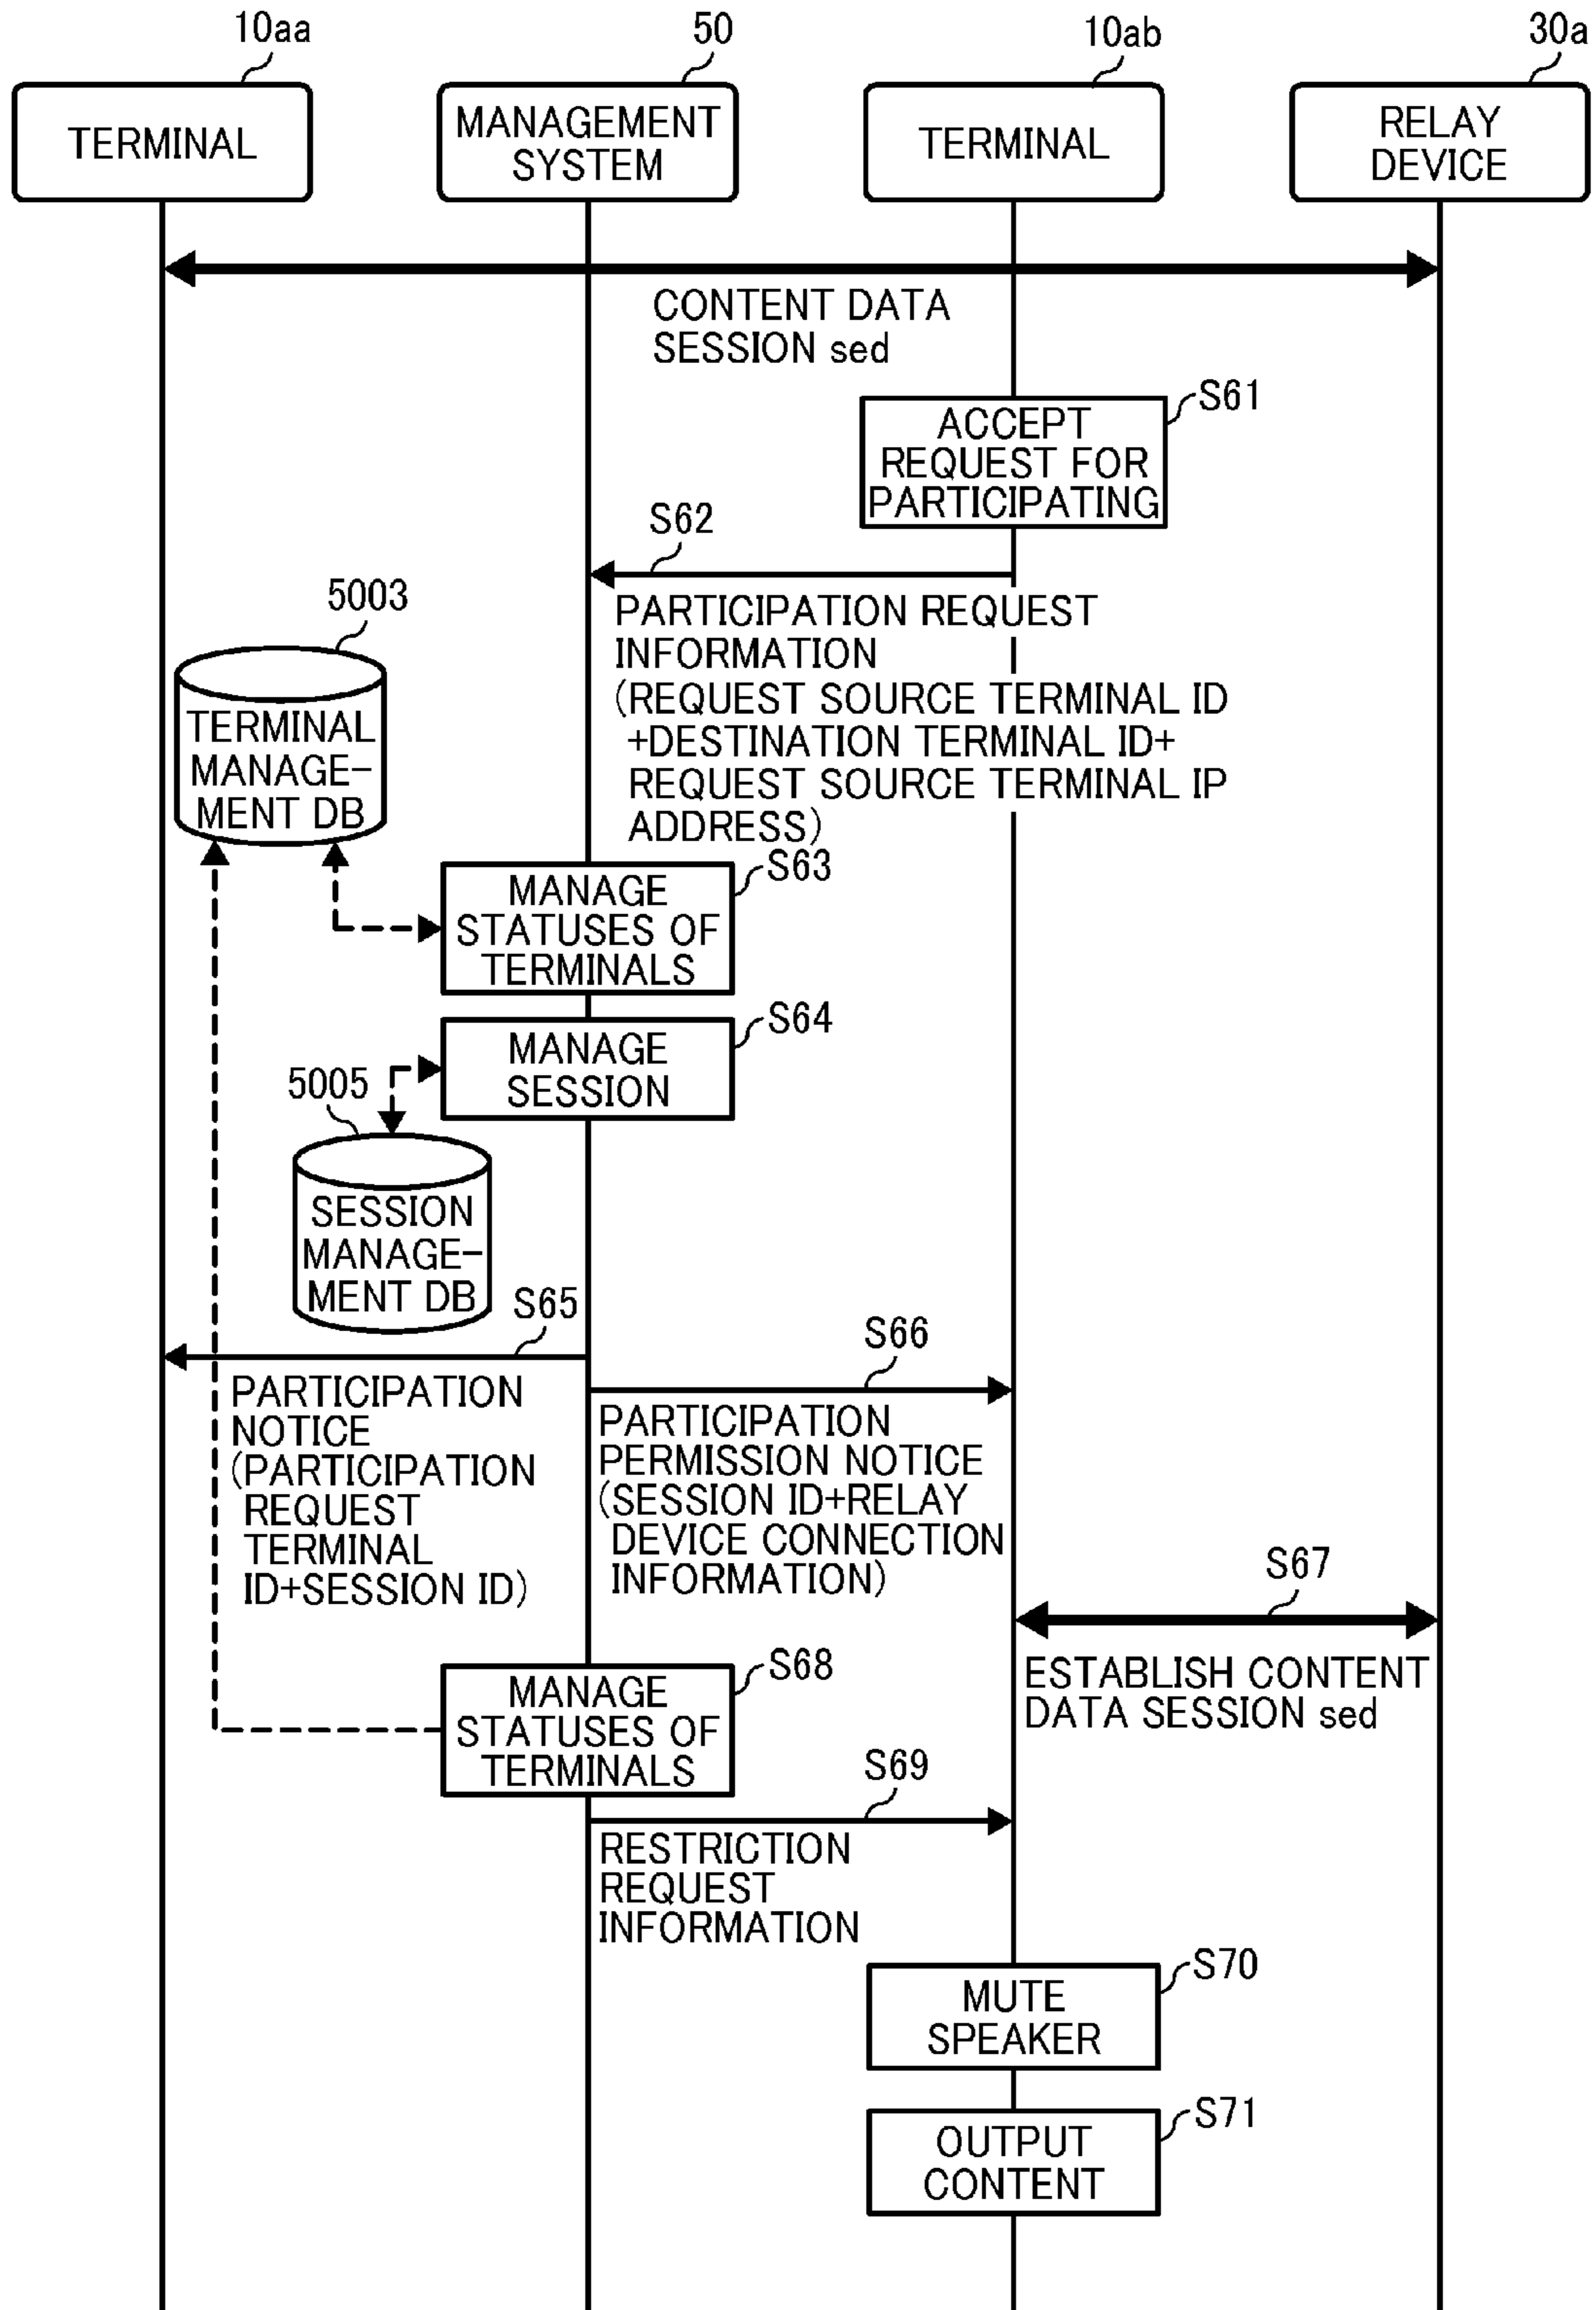 10aa
50
10ab
30a
TERMINAL
MANAGEMENT
SYSTEM
TERMINAL
RELAY
DEVICE
CONTENT DATA
SESSION sed
S61
ACCEPT
REQUEST FOR
PARTICIPATING
S62
PARTICIPATION REQUEST
INFORMATION
(REQUEST SOURCE TERMINAL ID
+DESTINATION TERMINAL ID+
REQUEST SOURCE TERMINAL IP
ADDRESS)
5003
TERMINAL
MANAGE-
MENT DB
S63
MANAGE
STATUSES OF
TERMINALS
S64
MANAGE
SESSION
5005
SESSION
MANAGE-
MENT DB
S65
PARTICIPATION
NOTICE
(PARTICIPATION
REQUEST
TERMINAL
ID+SESSION ID)
S66
PARTICIPATION
PERMISSION NOTICE
(SESSION ID+RELAY
DEVICE CONNECTION
INFORMATION)
S67
ESTABLISH CONTENT
DATA SESSION sed
S68
MANAGE
STATUSES OF
TERMINALS
S69
RESTRICTION
REQUEST
INFORMATION
S70
MUTE
SPEAKER
S71
OUTPUT
CONTENT